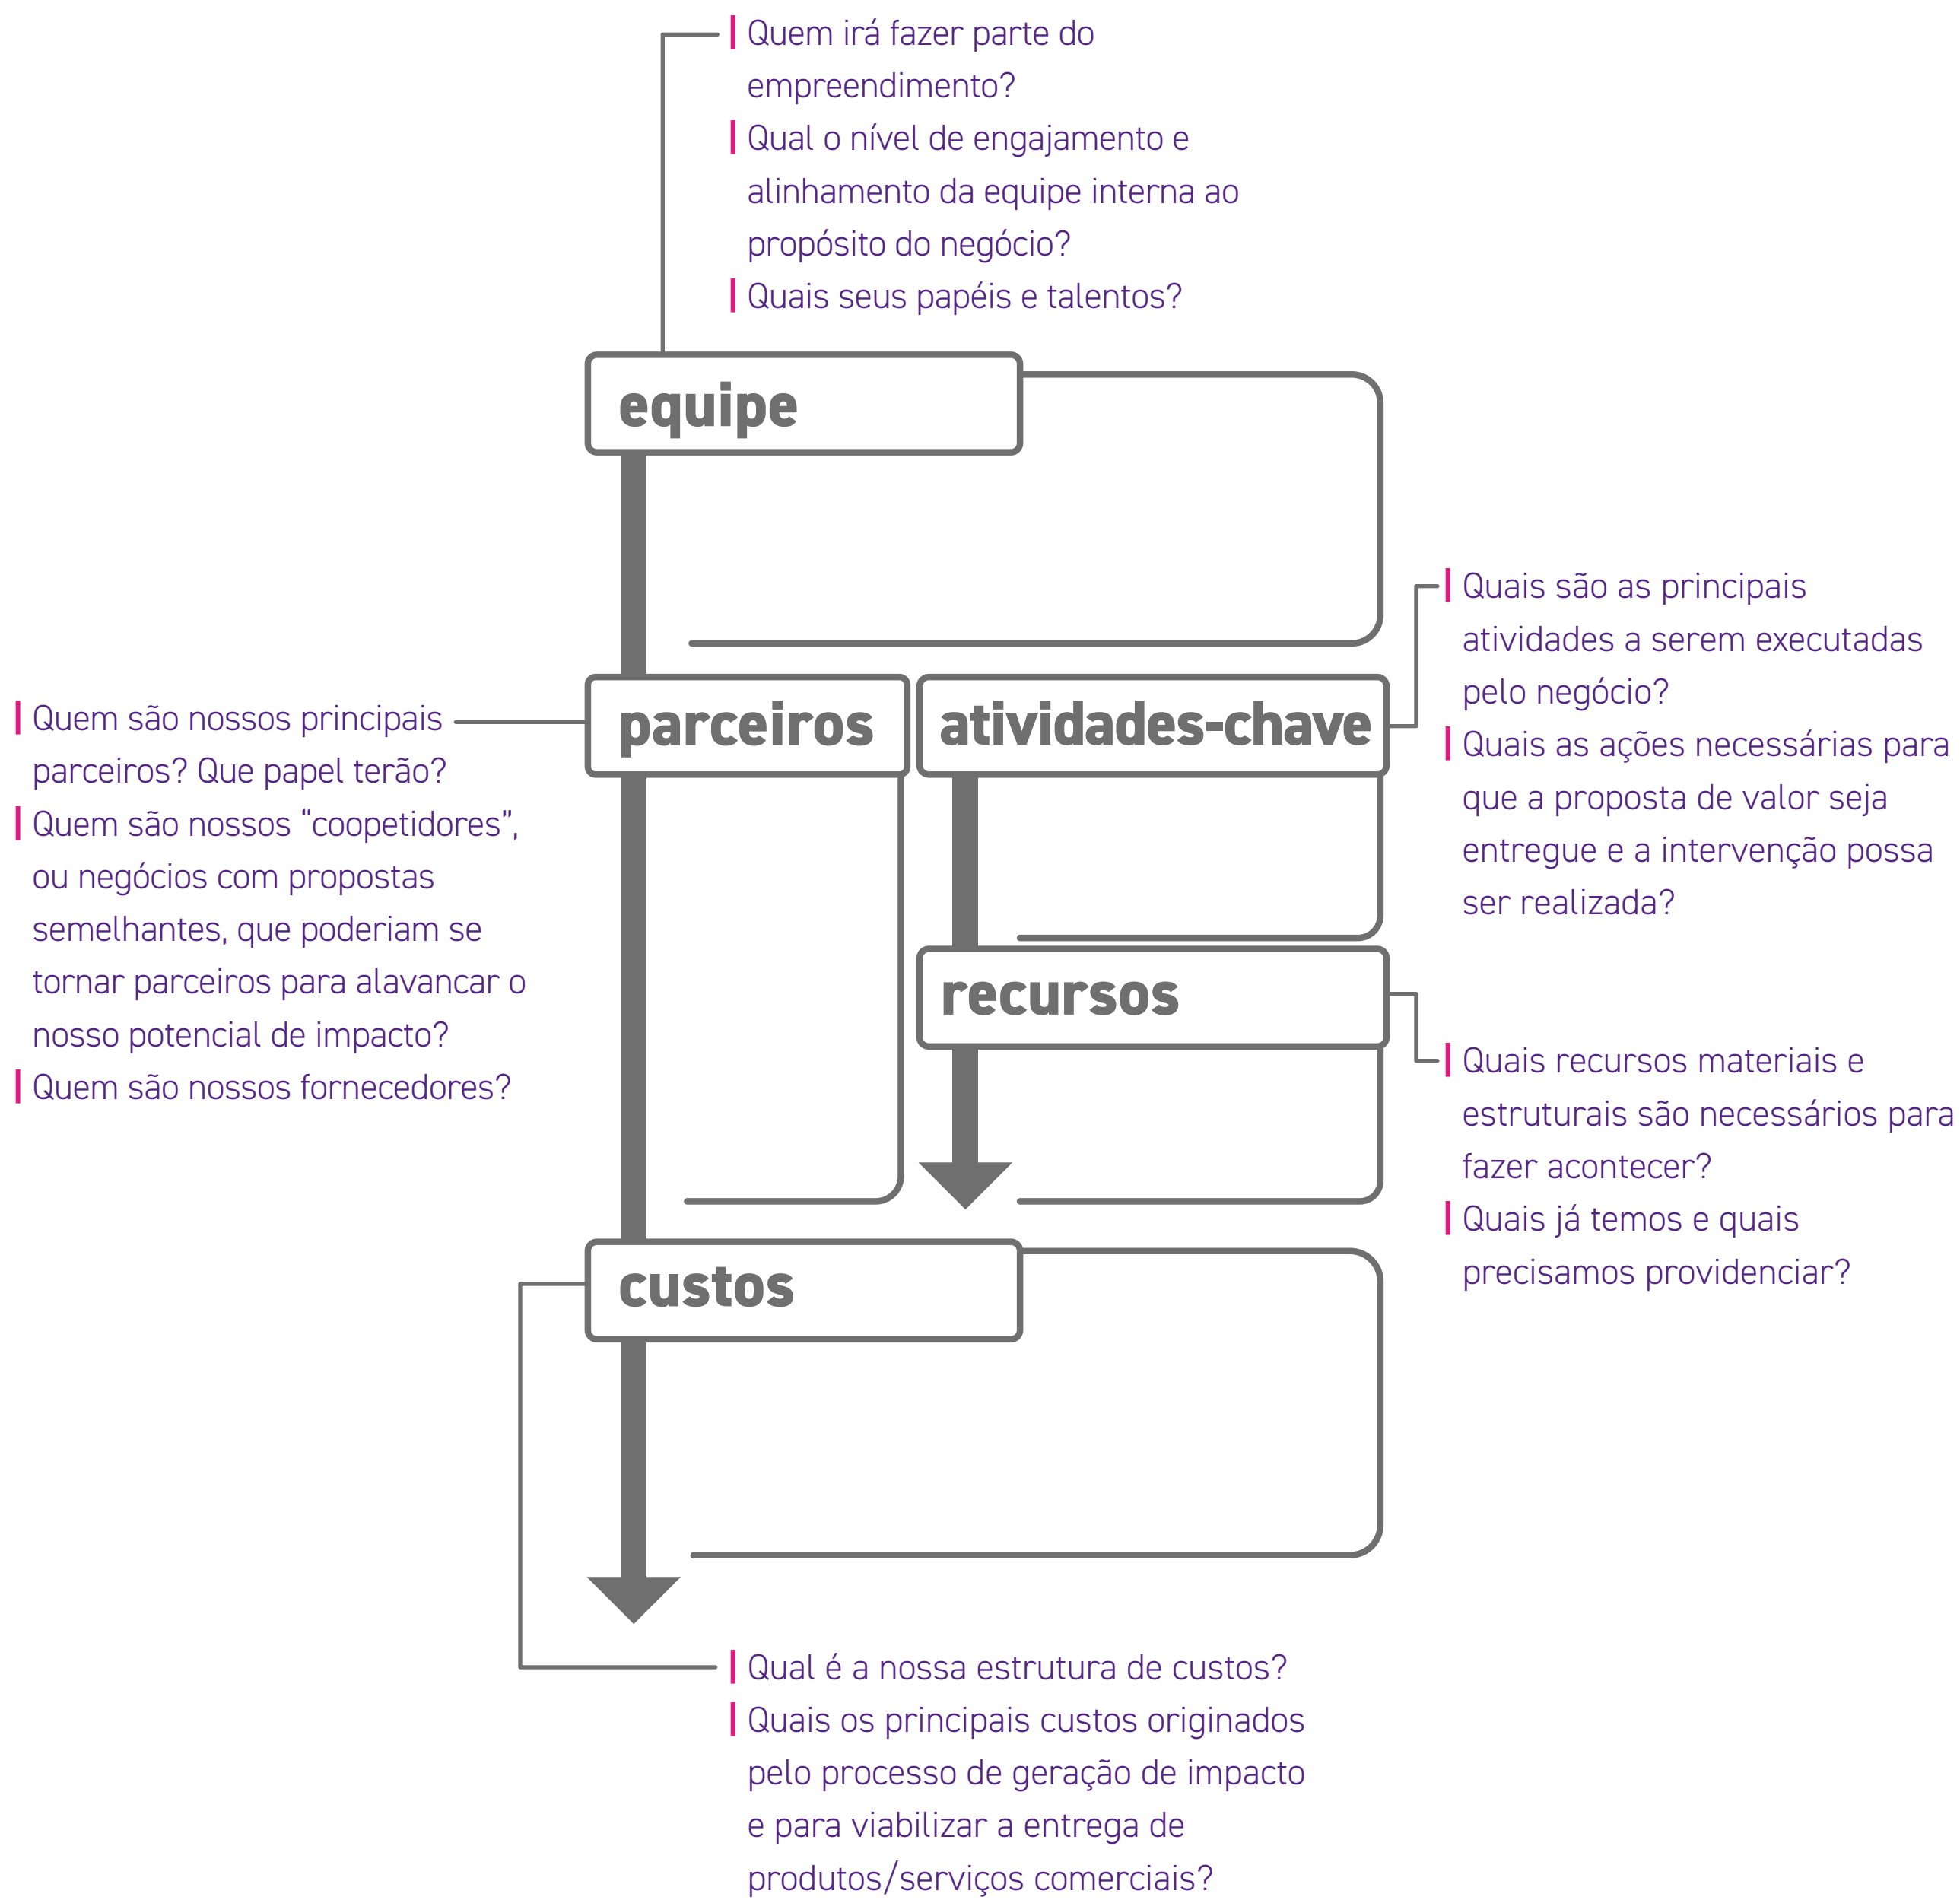 Quem irá fazer parte do
empreendimento?
Qual o nível de engajamento e
alinhamento da equipe interna ao
propósito do negócio?
Quais seus papéis e talentos?
equipe
parceiros
Quem são nossos principais
parceiros? Que papel terão?
Quem são nossos “coopetidores”,
ou negócios com propostas
semelhantes, que poderiam se
tornar parceiros para alavancar o
nosso potencial de impacto?
Quem são nossos fornecedores?
atividades-chave
Quais são as principais
atividades a serem executadas
pelo negócio?
Quais as ações necessárias para
que a proposta de valor seja
entregue e a intervenção possa
ser realizada?
recursos
Quais recursos materiais e
estruturais são necessários para
fazer acontecer?
Quais já temos e quais
precisamos providenciar?
custos
Qual é a nossa estrutura de custos?
Quais os principais custos originados
pelo processo de geração de impacto
e para viabilizar a entrega de
produtos/serviços comerciais?